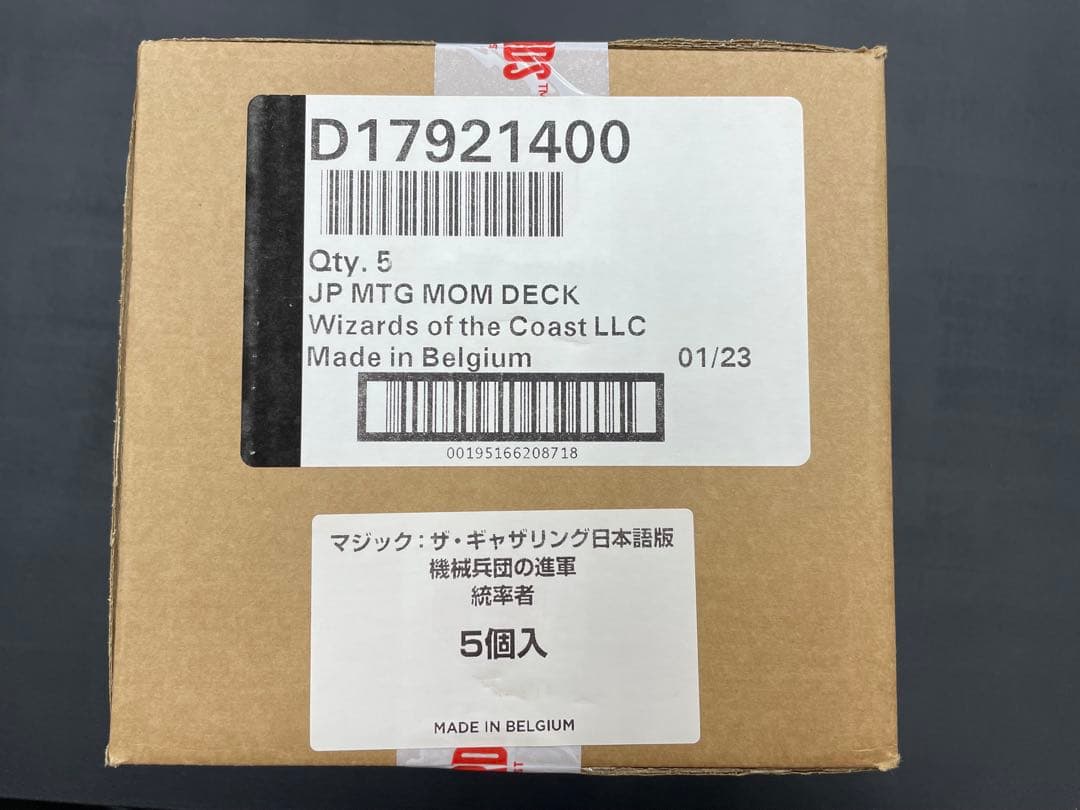 DS
TM
D17921400
Qty. 5
JP MTG MOM DECK
Wizards of the Coast LLC
Made in Belgium 01/23
00195166208718
マジック：ザ・ギャザリング日本語版
機械兵団の進軍
統率者
5個入
MADE IN BELGIUM